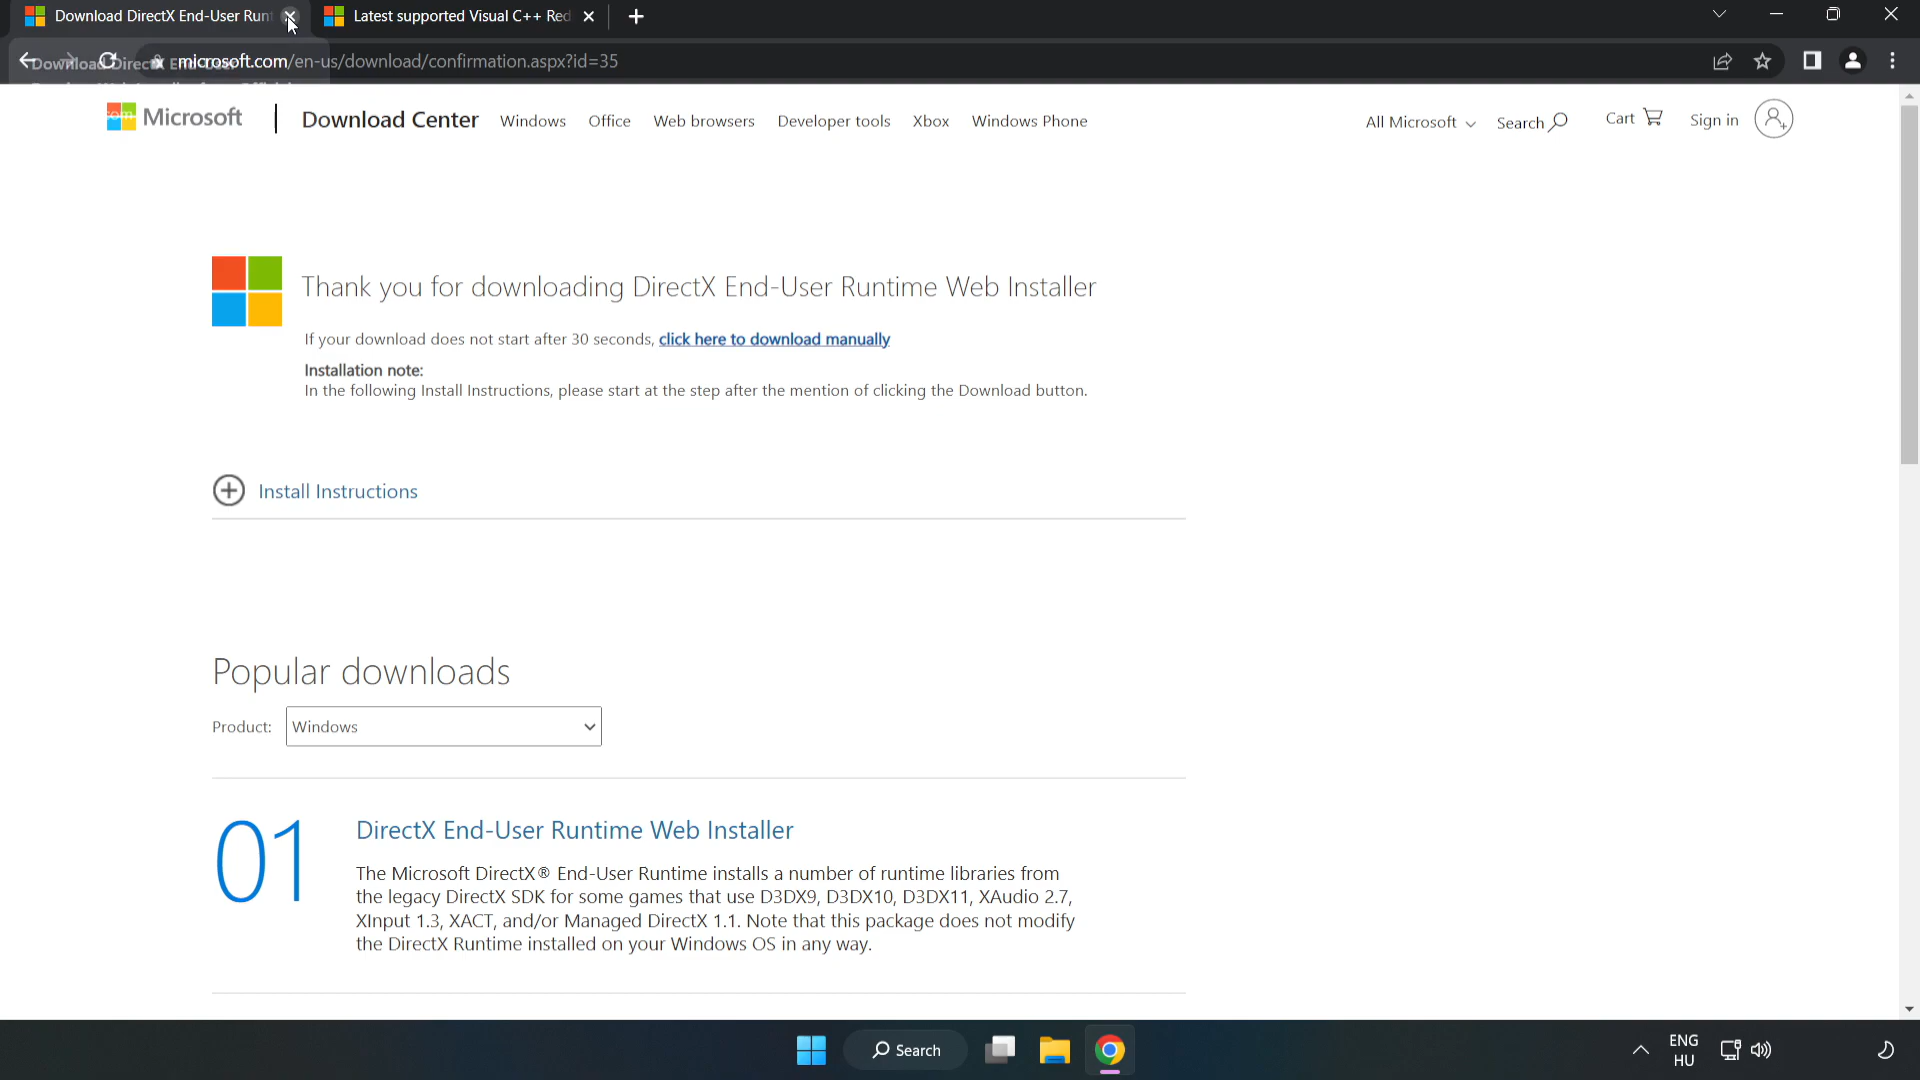 Download DirectX End-User Runt
Latest supported Visual C++ Red
microsoft.com/en-us/download/confirmation.aspx?id=35
Microsoft
Download Center
Windows
Office
Web browsers
Developer tools
Xbox
Windows Phone
All Microsoft
Search
Cart
Sign in
Thank you for downloading DirectX End-User Runtime Web Installer
If your download does not start after 30 seconds, click here to download manually
Installation note:
In the following Install Instructions, please start at the step after the mention of clicking the Download button.
Install Instructions
Popular downloads
Product:
Windows
01
DirectX End-User Runtime Web Installer
The Microsoft DirectX® End-User Runtime installs a number of runtime libraries from
the legacy DirectX SDK for some games that use D3DX9, D3DX10, D3DX11, XAudio 2.7,
XInput 1.3, XACT, and/or Managed DirectX 1.1. Note that this package does not modify
the DirectX Runtime installed on your Windows OS in any way.
Search
ENG
HU